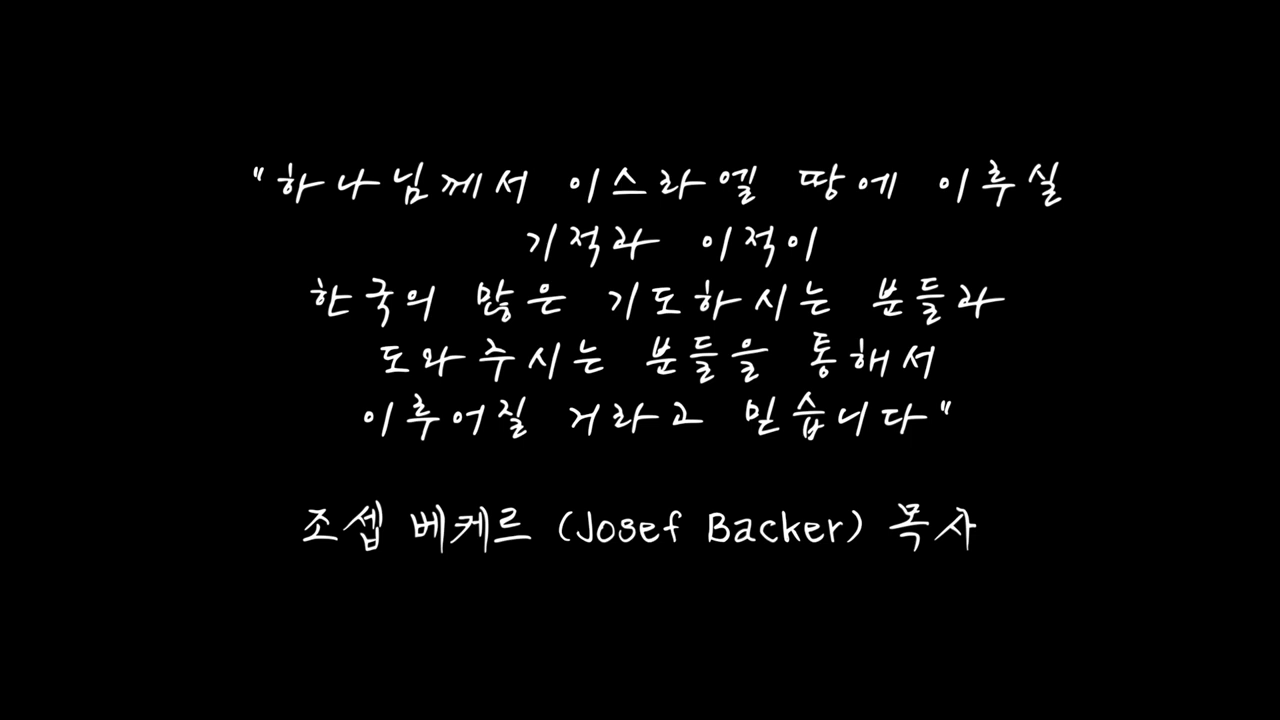 "하나님께서 이스라엘 땅에 이루실
기적과 이적이
한국의 많은 기도하시는 분들과
도와주시는 분들을 통해서
이루어질 거라고 믿습니다"
조셉 베케르 (Josef Backer) 목사